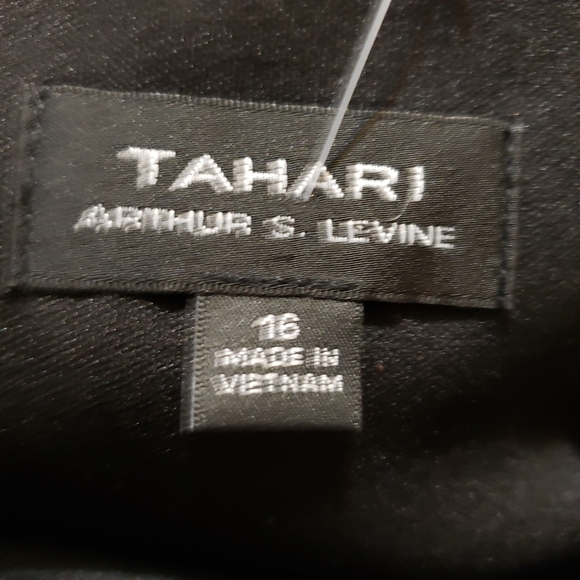 TAHARI
ARTHUR S. LEVINE
16
MADE IN
VIETNAM